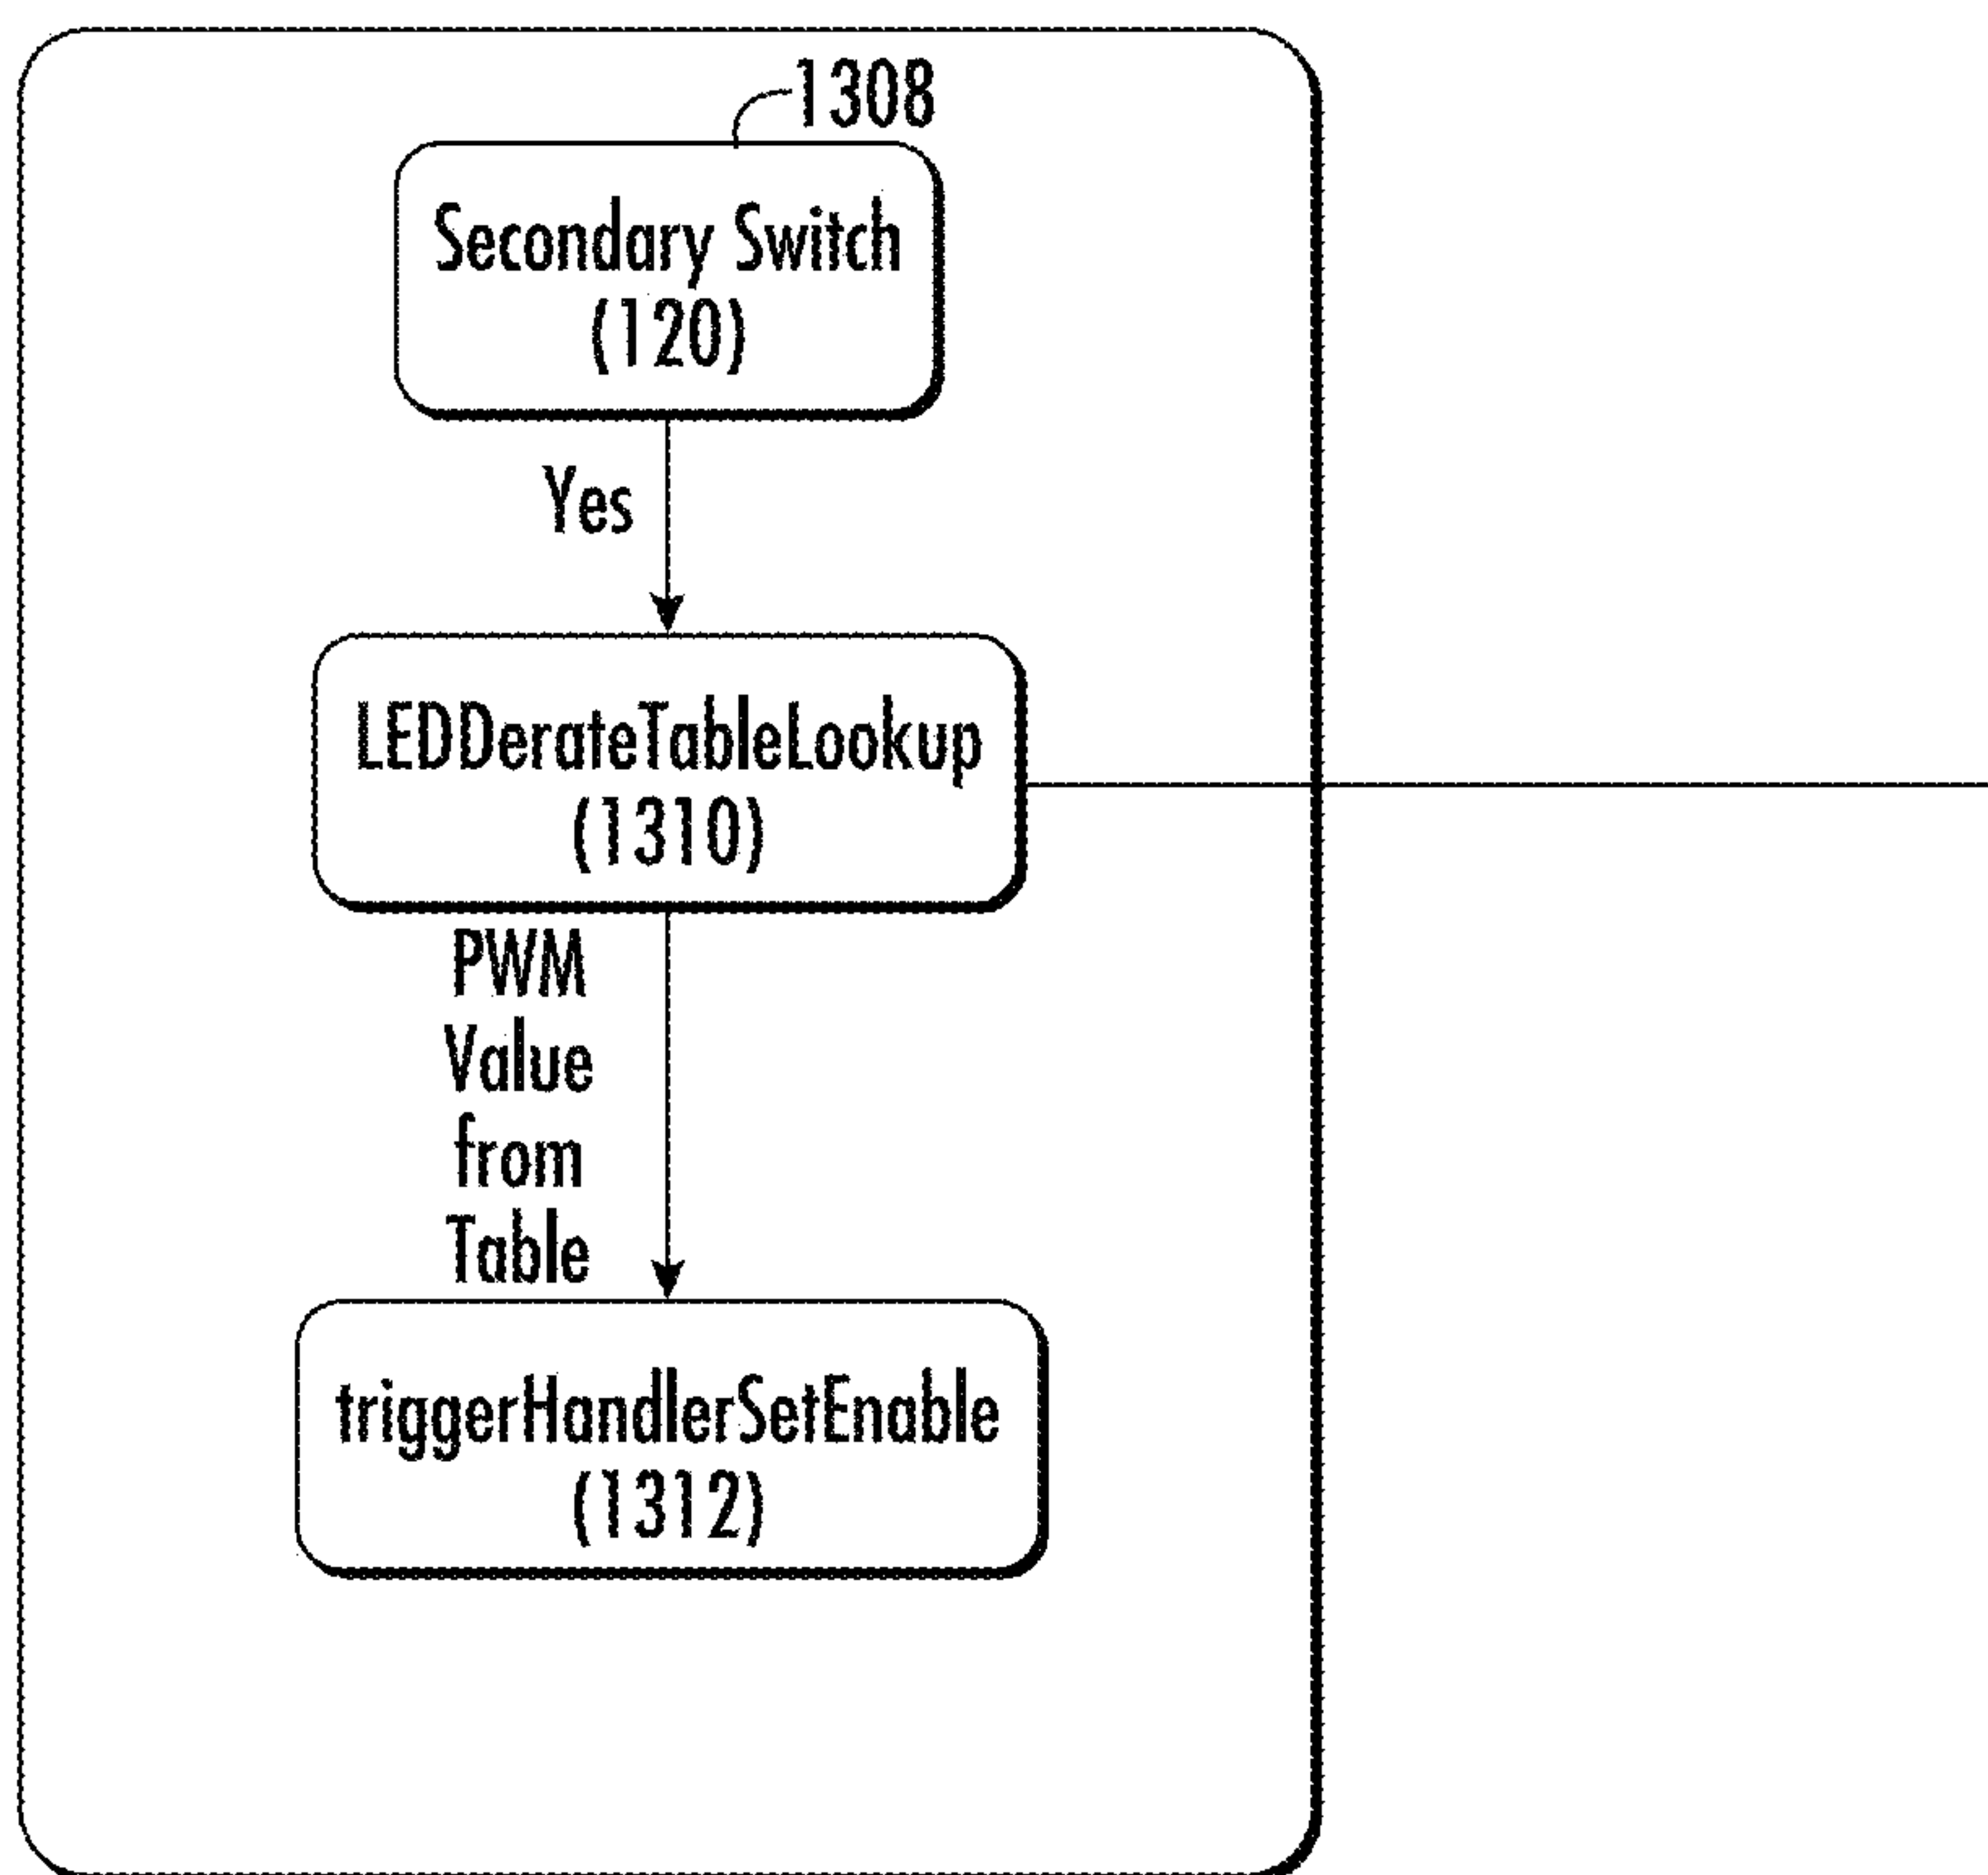 1308
Secondary Switch
(120)
Yes
LEDDerateTableLookup
(1310)
PWM
Value
from
Table
triggerHandlerSetEnable
(1312)